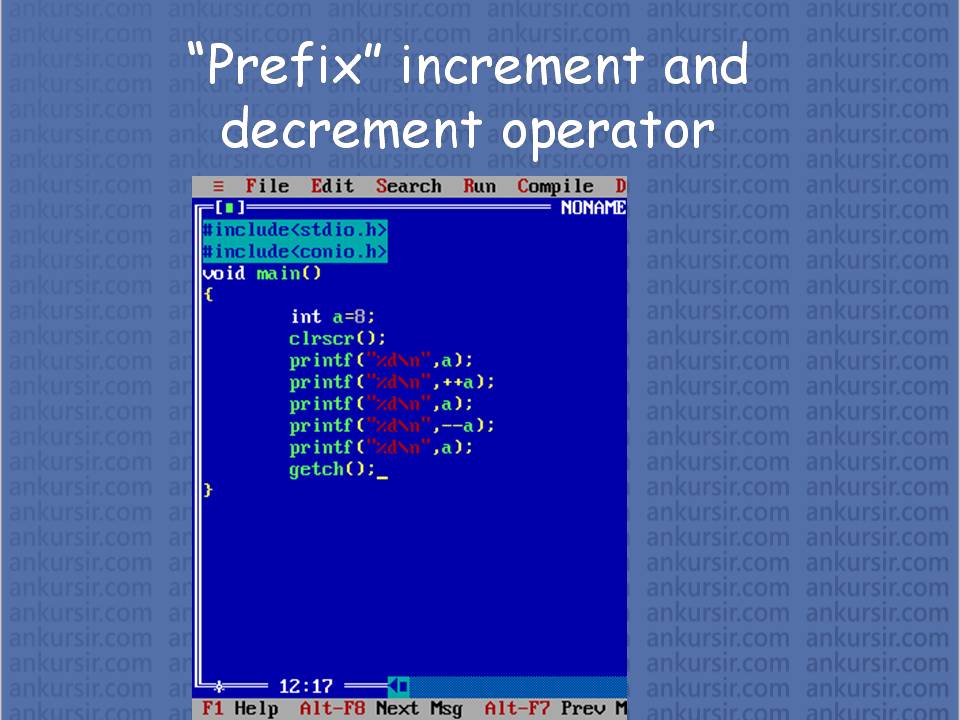 “Prefix” increment and
decrement operator
≡ File Edit Search Run Compile D
[■] NONAME
#include<stdio.h>
#include<conio.h>
void main()
{
int a=8;
clrscr();
printf("%d\n",a);
printf("%d\n",++a);
printf("%d\n",a);
printf("%d\n",--a);
printf("%d\n",a);
getch();_
}
12:17
F1 Help Alt-F8 Next Msg Alt-F7 Prev M
ankursir.com